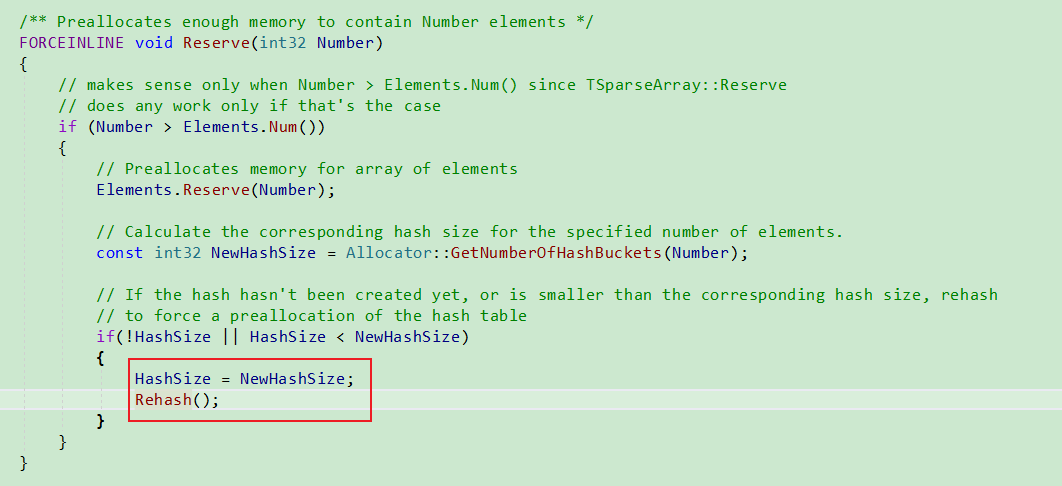 /** Preallocates enough memory to contain Number elements */
FORCEINLINE void Reserve(int32 Number)
{
    // makes sense only when Number > Elements.Num() since TSparseArray::Reserve
    // does any work only if that's the case
    if (Number > Elements.Num())
    {
        // Preallocates memory for array of elements
        Elements.Reserve(Number);

        // Calculate the corresponding hash size for the specified number of elements.
        const int32 NewHashSize = Allocator::GetNumberOfHashBuckets(Number);

        // If the hash hasn't been created yet, or is smaller than the corresponding hash size, rehash
        // to force a preallocation of the hash table
        if(!HashSize || HashSize < NewHashSize)
        {
            HashSize = NewHashSize;
            Rehash();
        }
    }
}